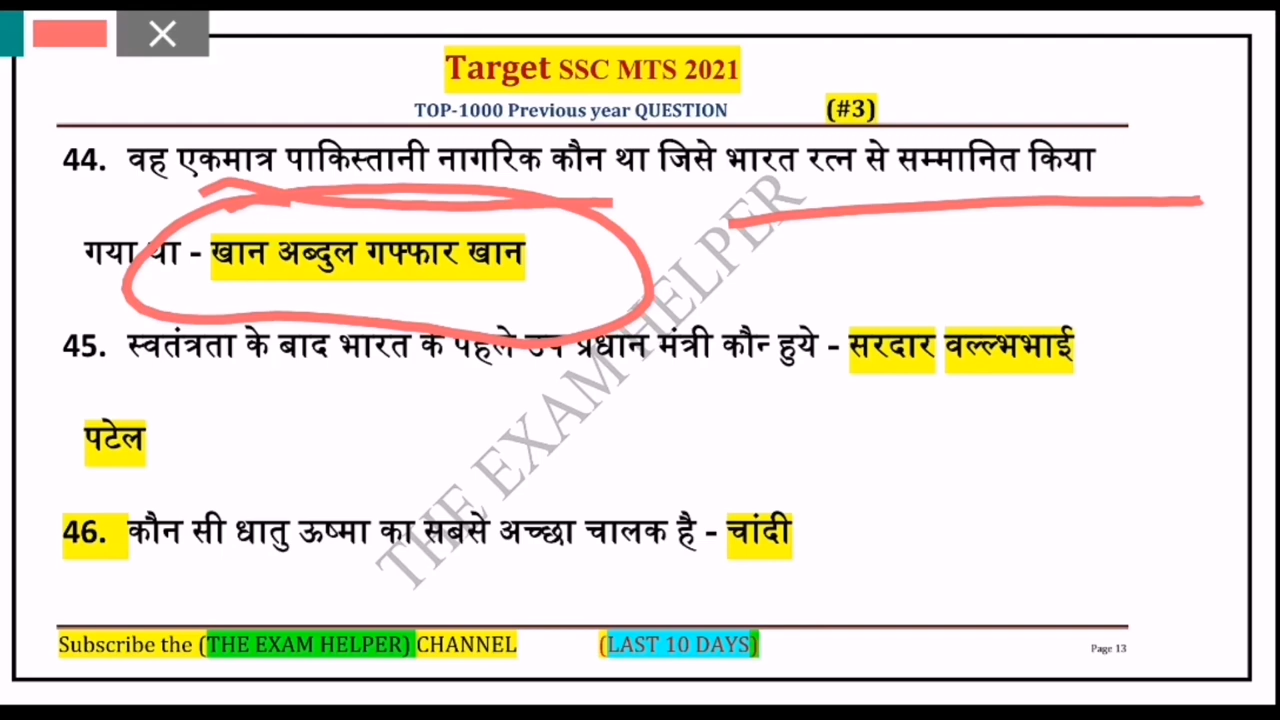 Target SSC MTS 2021
TOP-1000 Previous year QUESTION (#3)
44. वह एकमात्र पाकिस्तानी नागरिक कौन था जिसे भारत रत्न से सम्मानित किया
गया था - खान अब्दुल गफ्फार खान
45. स्वतंत्रता के बाद भारत के पहले उप प्रधान मंत्री कौन हुये - सरदार वल्लभभाई
पटेल
46. कौन सी धातु ऊष्मा का सबसे अच्छा चालक है - चांदी
THE EXAM HELPER
Subscribe the (THE EXAM HELPER) CHANNEL (LAST 10 DAYS)
Page 13